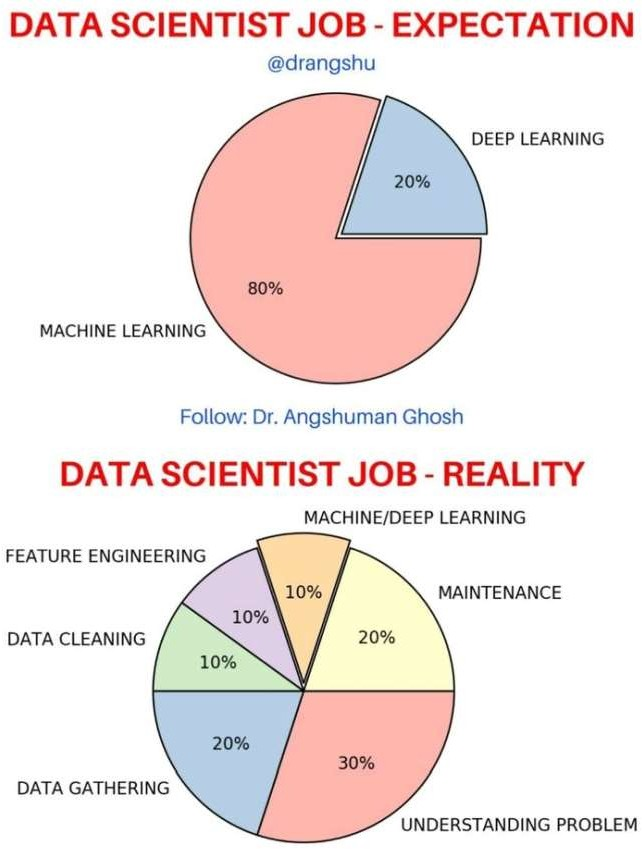 DATA SCIENTIST JOB - EXPECTATION
@drangshu
DEEP LEARNING
20%
80%
MACHINE LEARNING
Follow: Dr. Angshuman Ghosh
DATA SCIENTIST JOB - REALITY
MACHINE/DEEP LEARNING
FEATURE ENGINEERING
10%
MAINTENANCE
10%
20%
DATA CLEANING
10%
20%
30%
DATA GATHERING
UNDERSTANDING PROBLEM